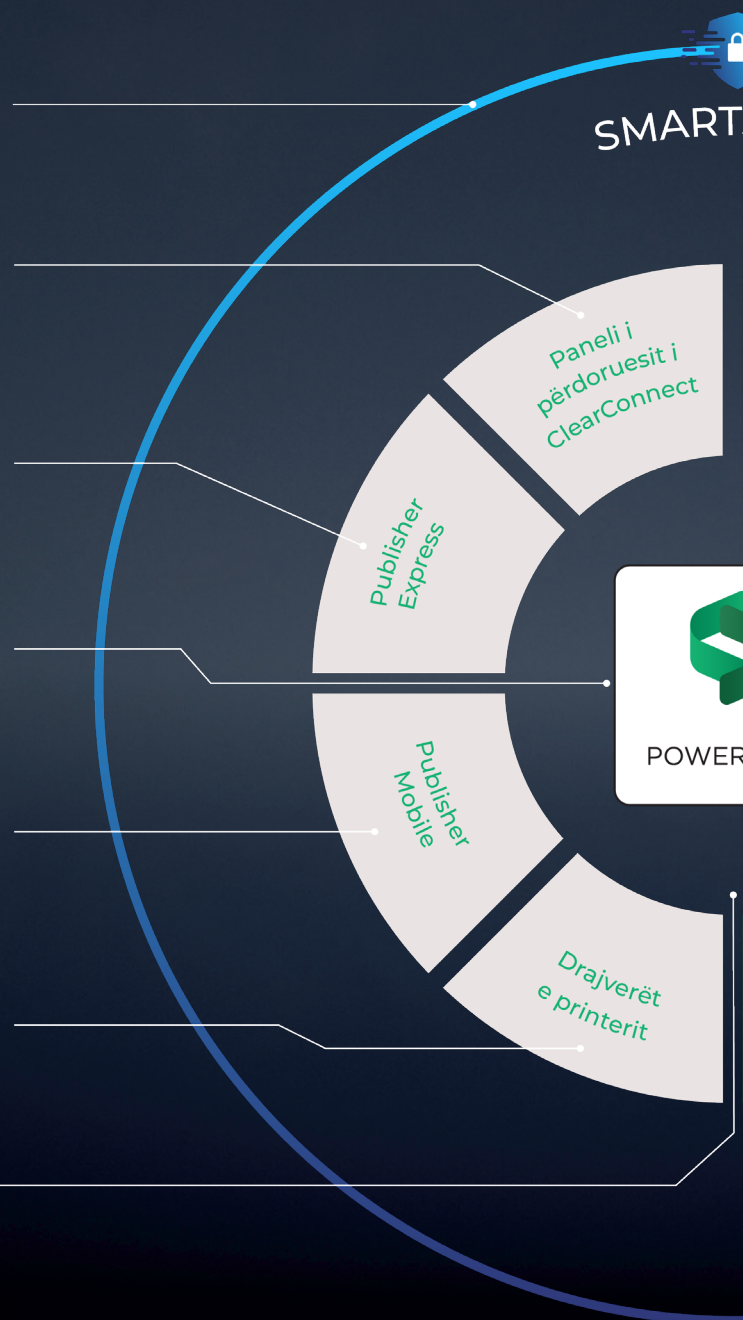 SMART
Paneli i
përdoruesit i
ClearConnect
Publisher
Express
POWER
Publisher
Mobile
Drajverët
e printerit